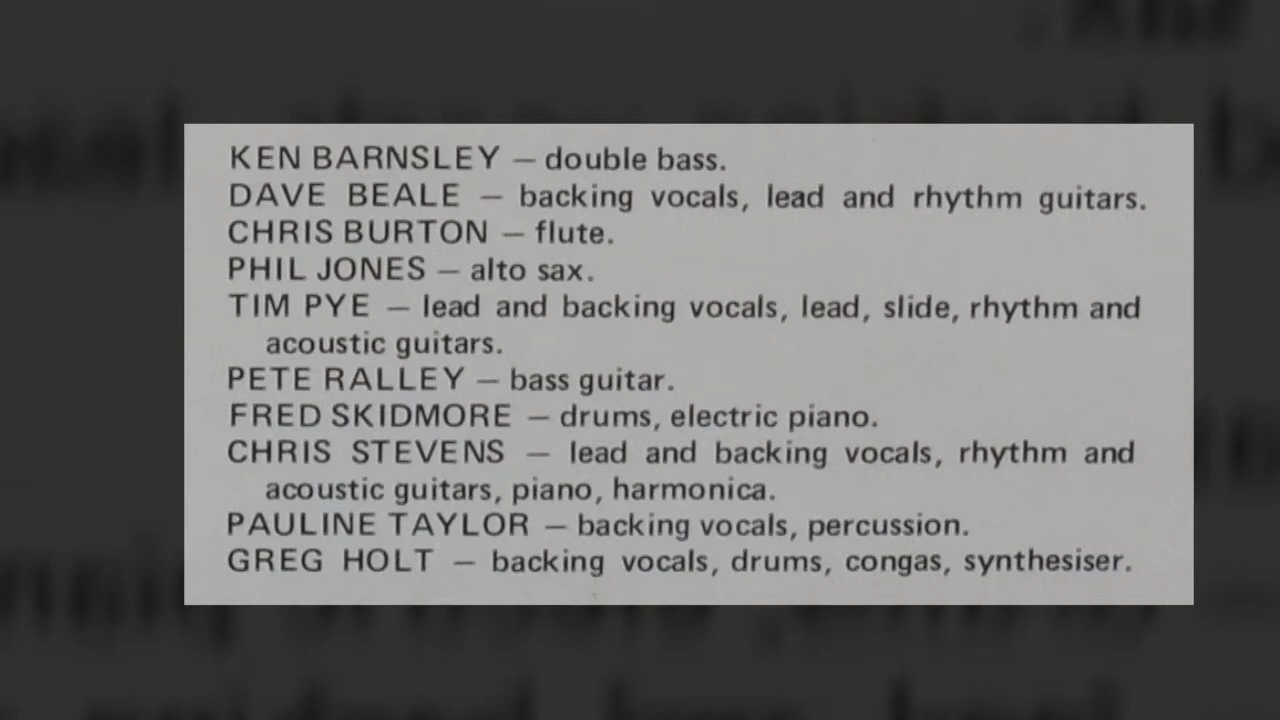 KEN BARNSLEY — double bass.
DAVE BEALE — backing vocals, lead and rhythm guitars.
CHRIS BURTON — flute.
PHIL JONES — alto sax.
TIM PYE — lead and backing vocals, lead, slide, rhythm and
acoustic guitars.
PETE RALLEY — bass guitar.
FRED SKIDMORE — drums, electric piano.
CHRIS STEVENS — lead and backing vocals, rhythm and
acoustic guitars, piano, harmonica.
PAULINE TAYLOR — backing vocals, percussion.
GREG HOLT — backing vocals, drums, congas, synthesiser.